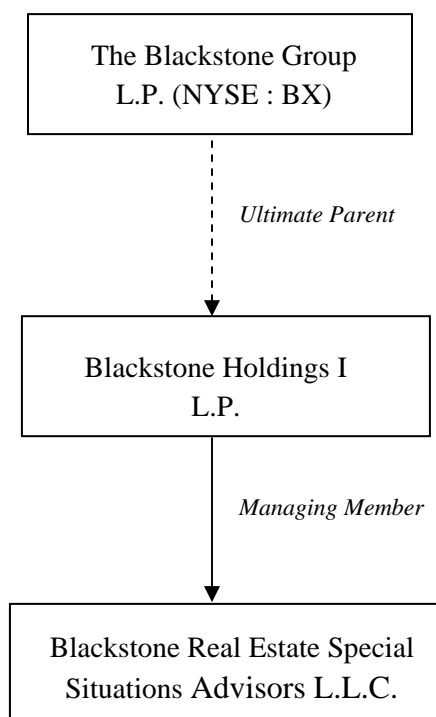 The Blackstone Group
L.P. (NYSE : BX)
Ultimate Parent
Blackstone Holdings I
L.P.
Managing Member
Blackstone Real Estate Special
Situations Advisors L.L.C.